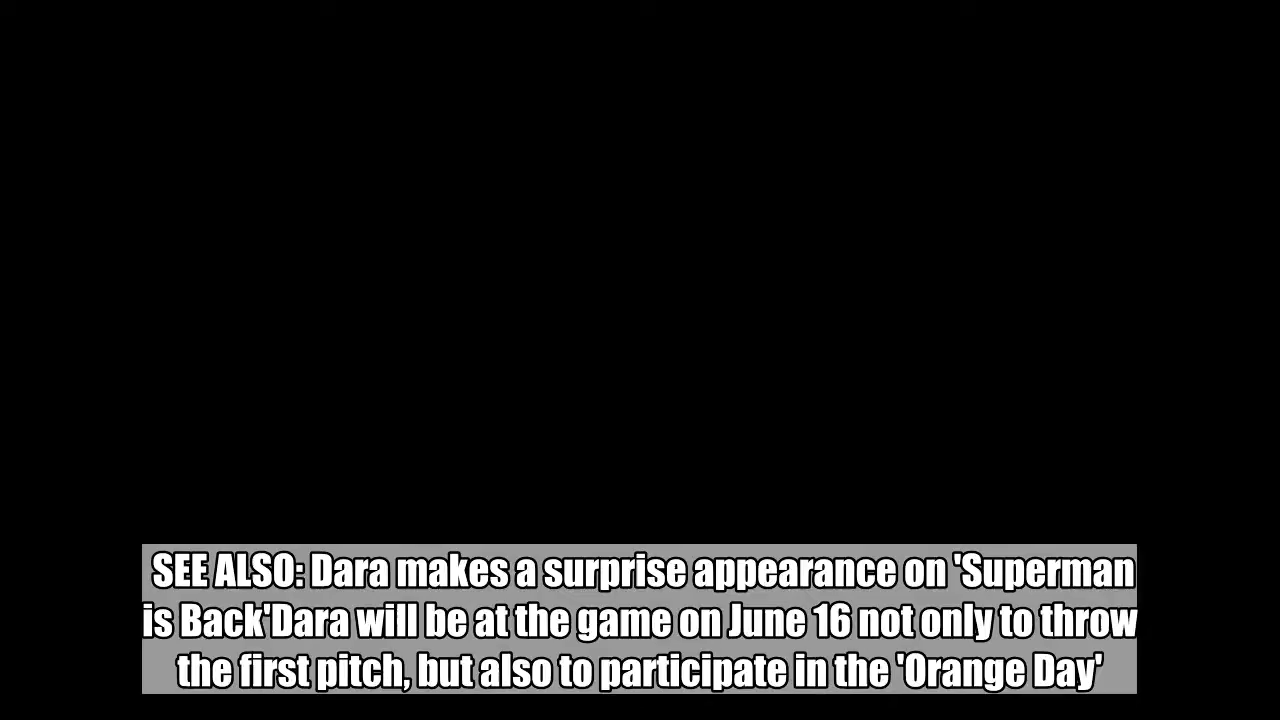 SEE ALSO: Dara makes a surprise appearance on 'Superman
is Back'Dara will be at the game on June 16 not only to throw
the first pitch, but also to participate in the 'Orange Day'